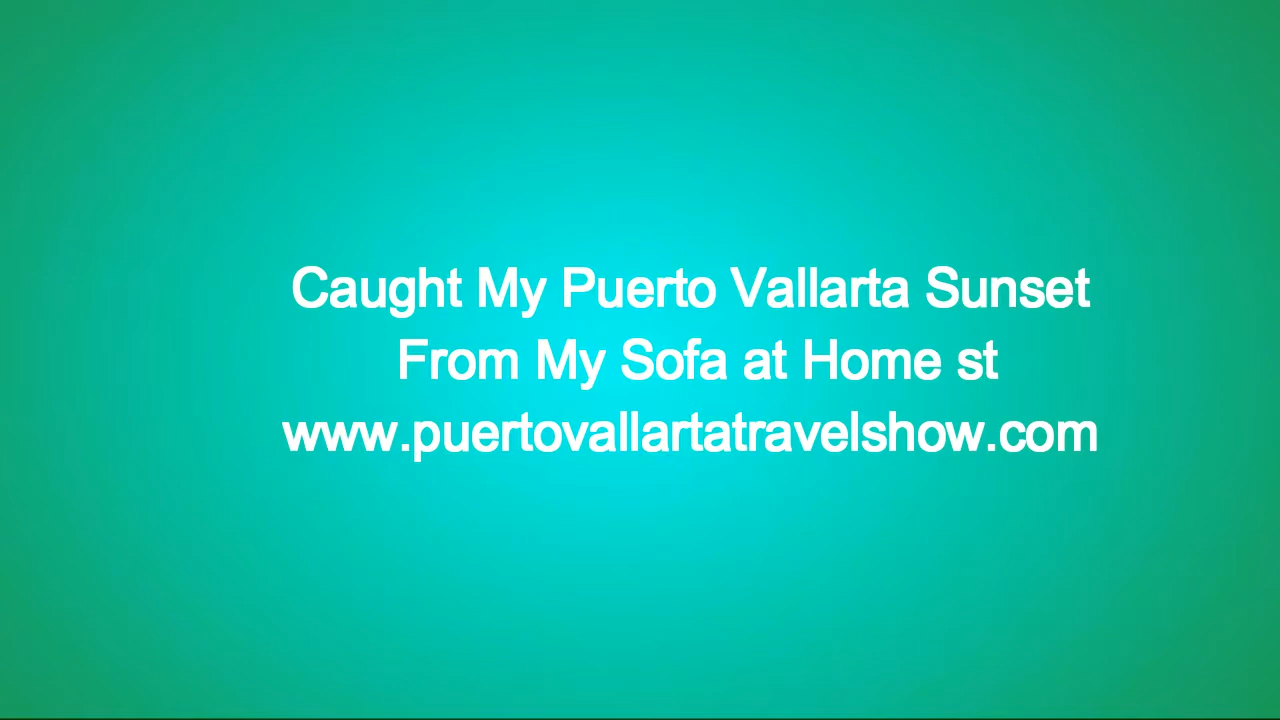 Caught My Puerto Vallarta Sunset
From My Sofa at Home st
www.puertovallartatravelshow.com